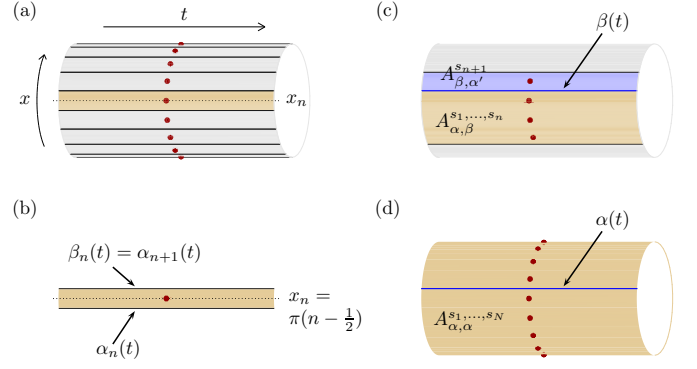 (a)
t
x
x_n
(b)
β_n(t) = α_{n+1}(t)
x_n =
π(n − 1/2)
α_n(t)
(c)
β(t)
A^{s_{n+1}}_{β,α′}
A^{s_1,...,s_n}_{α,β}
(d)
α(t)
A^{s_1,...,s_N}_{α,α}